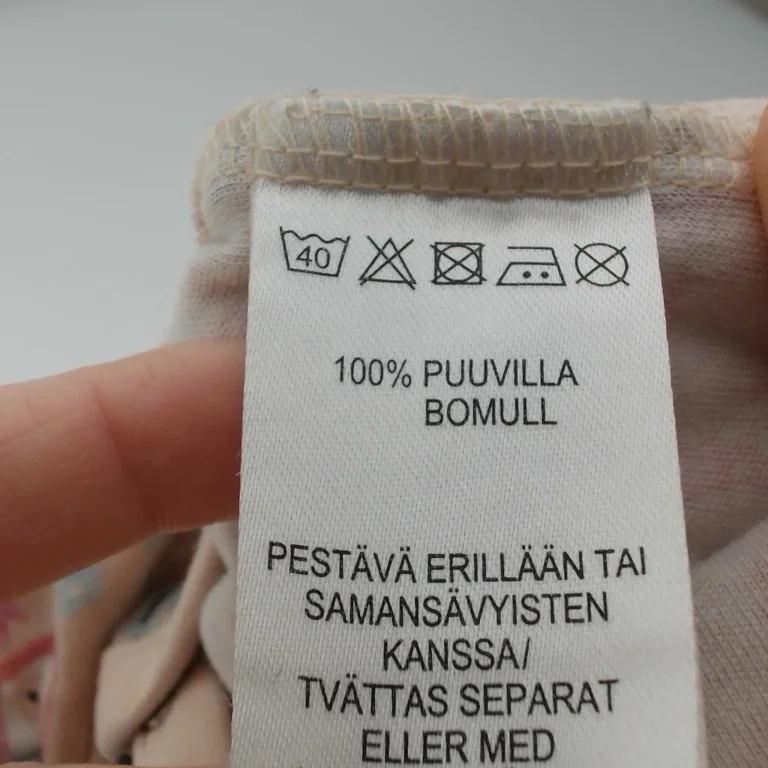 40
100% PUUVILLA
BOMULL
PESTÄVÄ ERILLÄÄN TAI
SAMANSÄVYISTEN
KANSSA/
TVÄTTAS SEPARAT
ELLER MED